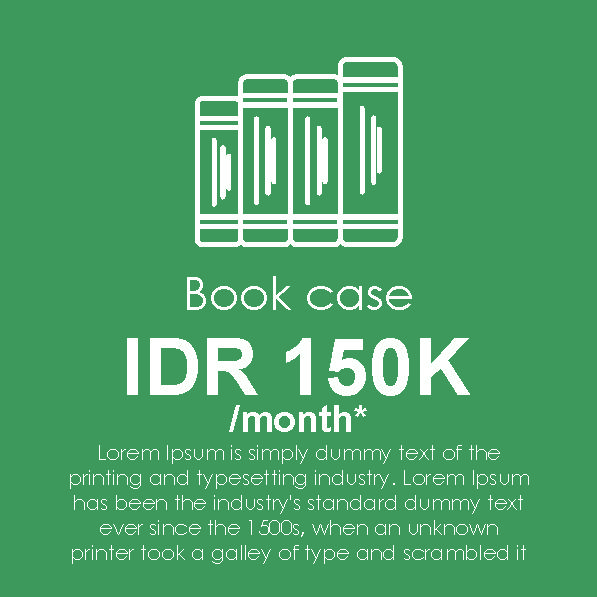 Book case
IDR 150K
/month*
Lorem Ipsum is simply dummy text of the
printing and typesetting industry. Lorem Ipsum
has been the industry's standard dummy text
ever since the 1500s, when an unknown
printer took a galley of type and scrambled it